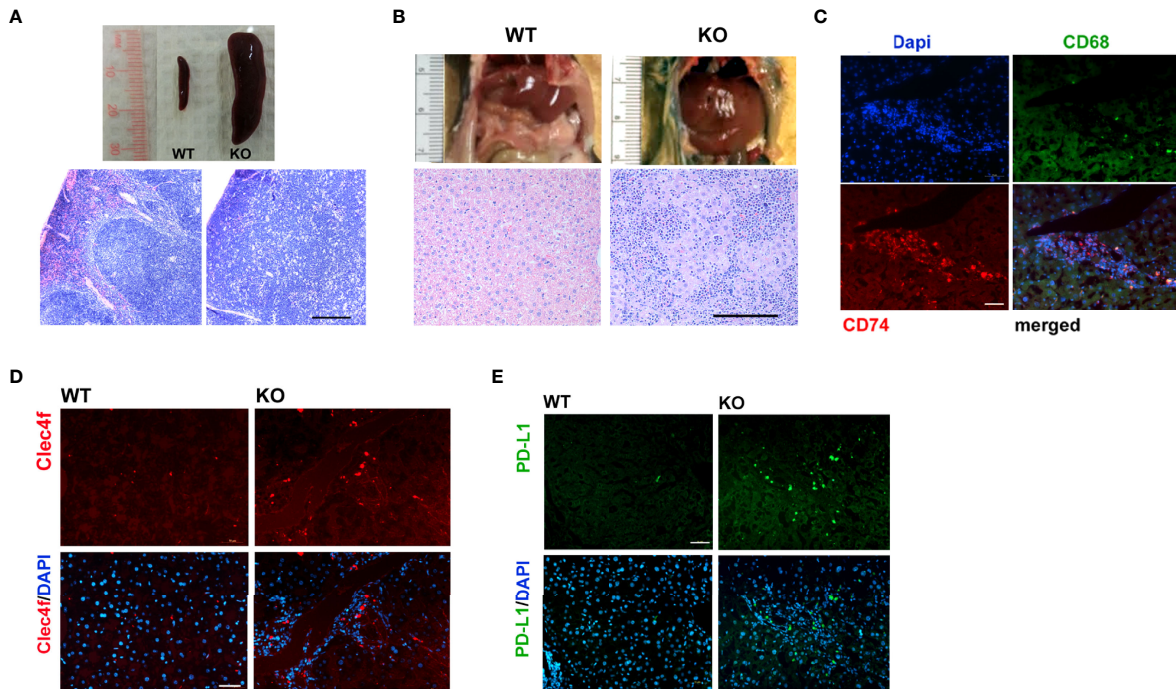 A
WT
KO
B
WT
KO
C
Dapi
CD68
CD74
merged
D
WT
KO
Clec4f
Clec4f/DAPI
E
WT
KO
PD-L1
PD-L1/DAPI